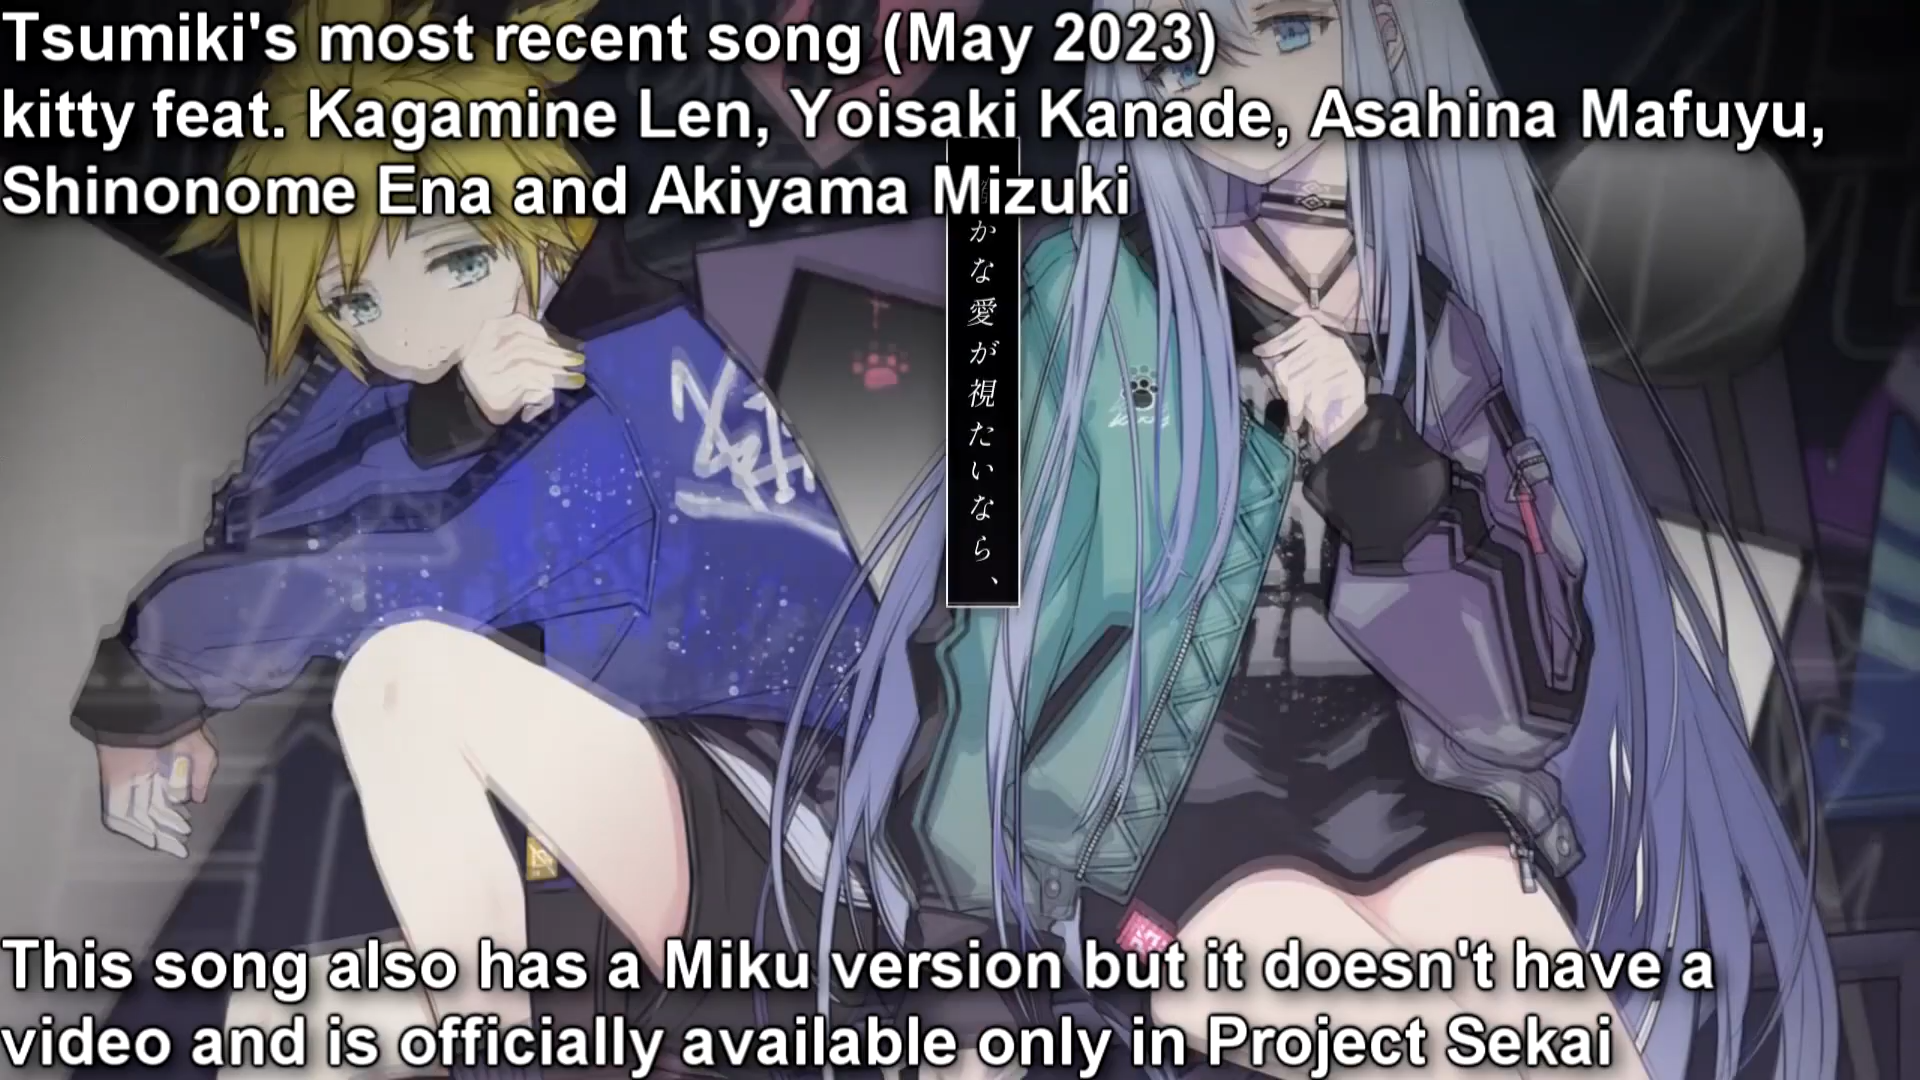 Tsumiki's most recent song (May 2023)
kitty feat. Kagamine Len, Yoisaki Kanade, Asahina Mafuyu,
Shinonome Ena and Akiyama Mizuki
かな愛が視たいなら、
This song also has a Miku version but it doesn't have a
video and is officially available only in Project Sekai